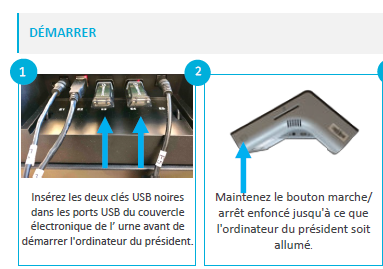 DÉMARRER
1
2
Insérez les deux clés USB noires
dans les ports USB du couvercle
électronique de l’ urne avant de
démarrer l'ordinateur du président.
Maintenez le bouton marche/
arrêt enfoncé jusqu'à ce que
l'ordinateur du président soit
allumé.